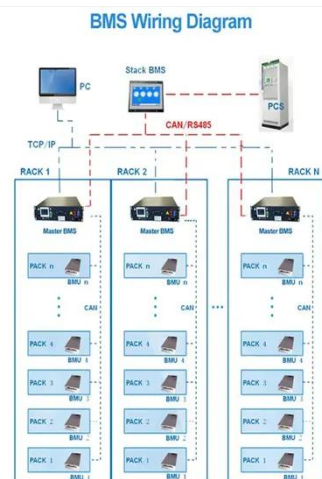 BMS Wiring Diagram
Stack BMS
PC
PCS
CAN/RS485
TCP/IP
RACK 1
RACK 2
RACK N
Master BMS
Master BMS
Master BMS
PACK n
PACK n
PACK n
BMU n
BMU n
BMU n
CAN
CAN
CAN
PACK 4
PACK 4
PACK 4
BMU 4
BMU 4
BMU 4
PACK 3
PACK 3
PACK 3
BMU 3
BMU 3
BMU 3
PACK 2
PACK 2
PACK 2
BMU 2
BMU 2
BMU 2
PACK 1
PACK 1
PACK 1
BMU 1
BMU 1
BMU 1